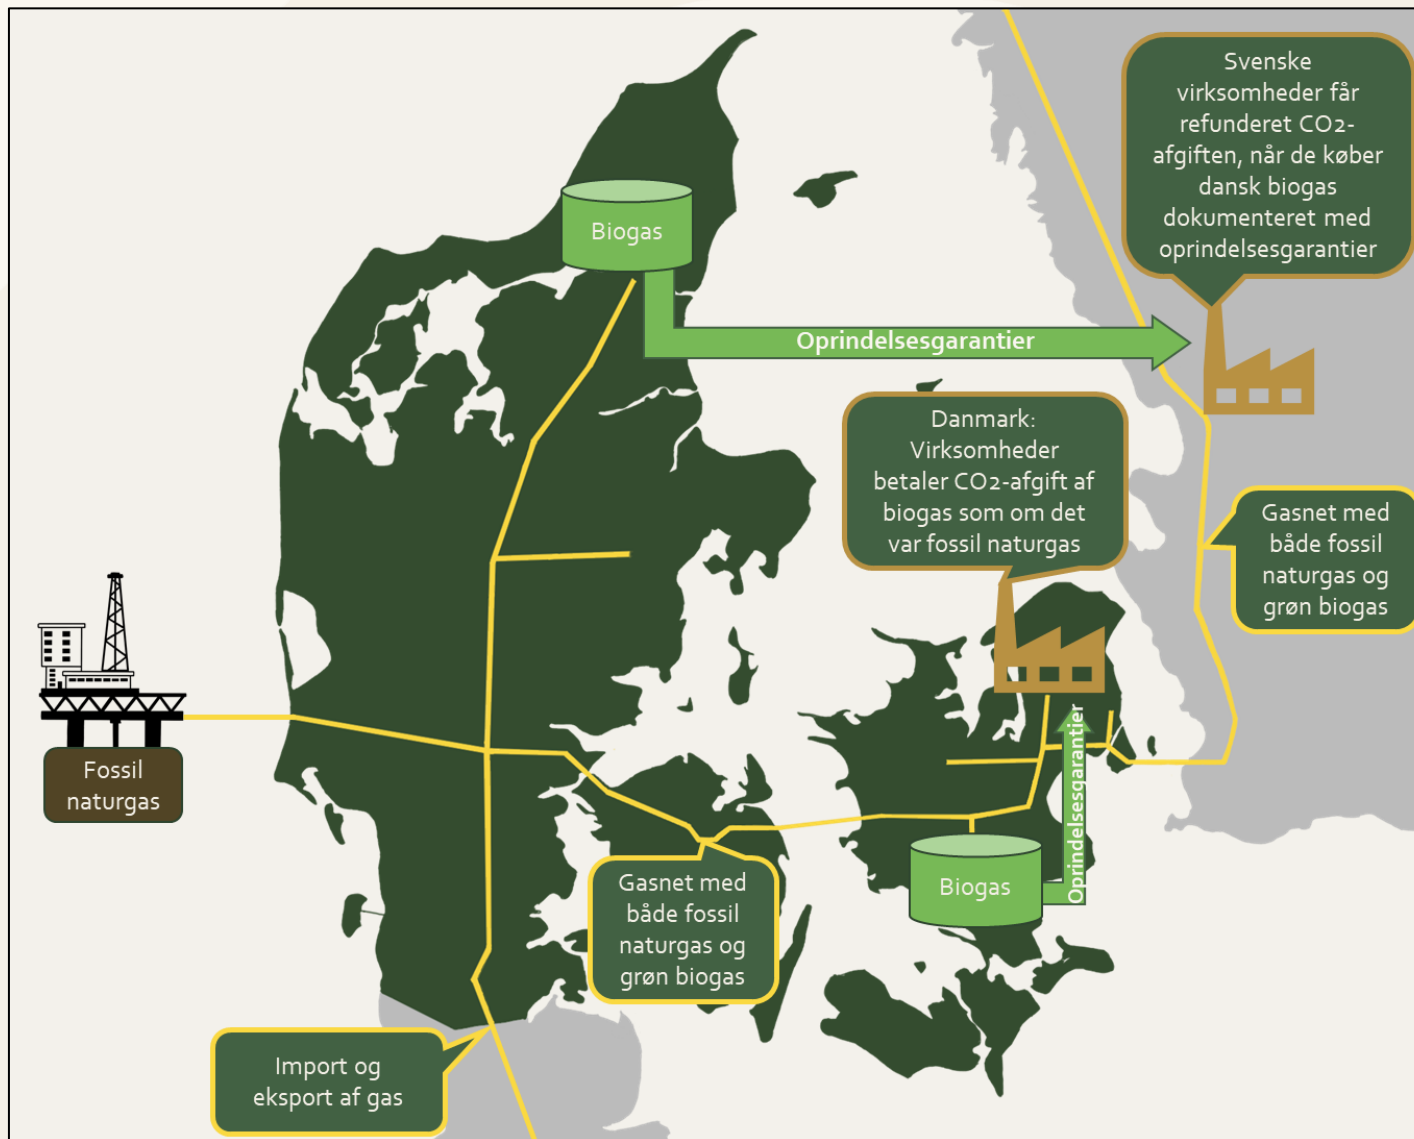 Svenske
virksomheder får
refunderet CO2-
afgiften, når de køber
dansk biogas
dokumenteret med
oprindelsesgarantier
Biogas
Oprindelsesgarantier
Danmark:
Virksomheder
betaler CO2-afgift af
biogas som om det
var fossil naturgas
Gasnet med
både fossil
naturgas og
grøn biogas
Fossil
naturgas
Oprindelsesgarantier
Biogas
Gasnet med
både fossil
naturgas og
grøn biogas
Import og
eksport af gas